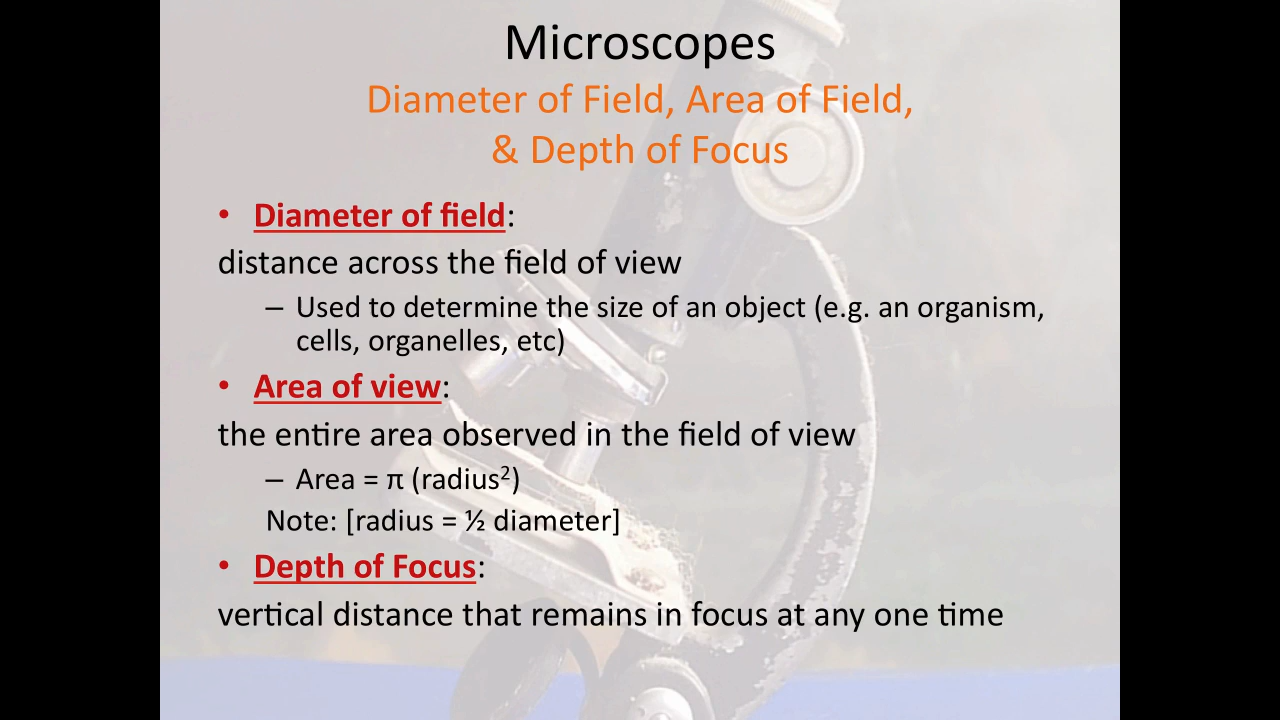 Microscopes
Diameter of Field, Area of Field,
& Depth of Focus
• Diameter of field:
distance across the field of view
– Used to determine the size of an object (e.g. an organism,
cells, organelles, etc)
• Area of view:
the entire area observed in the field of view
– Area = π (radius²)
Note: [radius = ½ diameter]
• Depth of Focus:
vertical distance that remains in focus at any one time